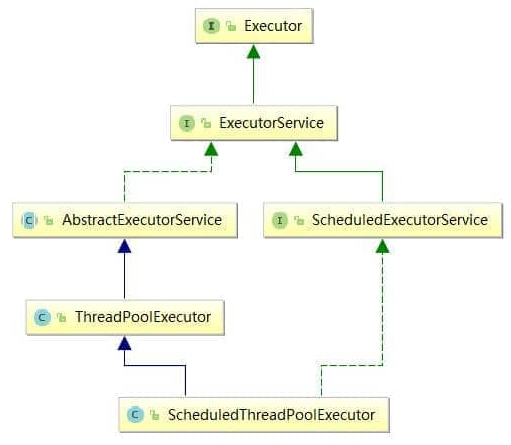 I Executor
I ExecutorService
C AbstractExecutorService
I ScheduledExecutorService
C ThreadPoolExecutor
C ScheduledThreadPoolExecutor